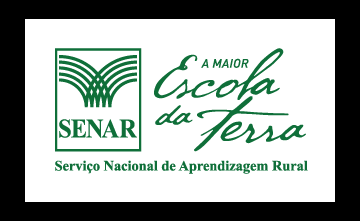 SENAR
A MAIOR
Escola
da Terra
Serviço Nacional de Aprendizagem Rural